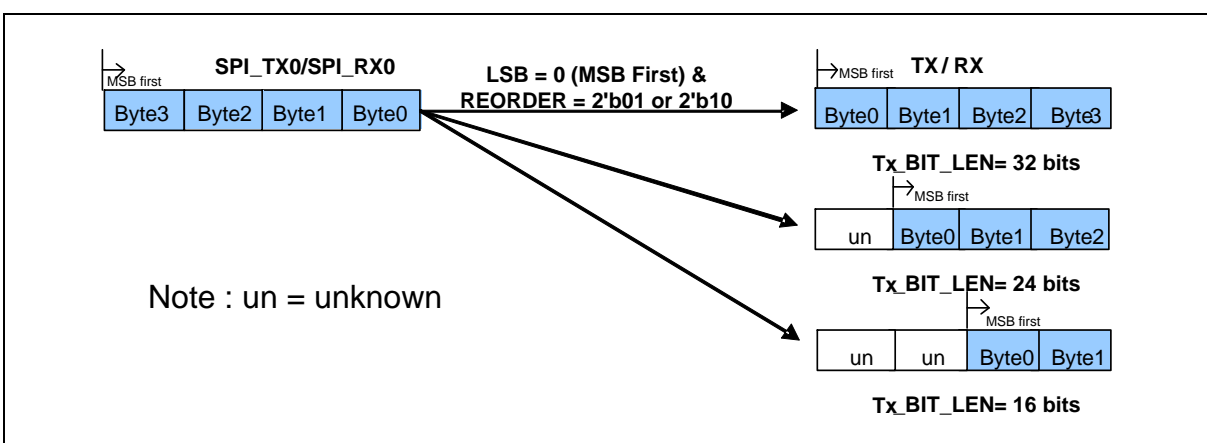 SPI_TX0/SPI_RX0
MSB first
Byte3 Byte2 Byte1 Byte0
LSB = 0 (MSB First) &
REORDER = 2'b01 or 2'b10
TX / RX
MSB first
Byte0 Byte1 Byte2 Byte3
Tx_BIT_LEN= 32 bits
MSB first
un Byte0 Byte1 Byte2
Tx_BIT_LEN= 24 bits
MSB first
un un Byte0 Byte1
Tx_BIT_LEN= 16 bits
Note : un = unknown